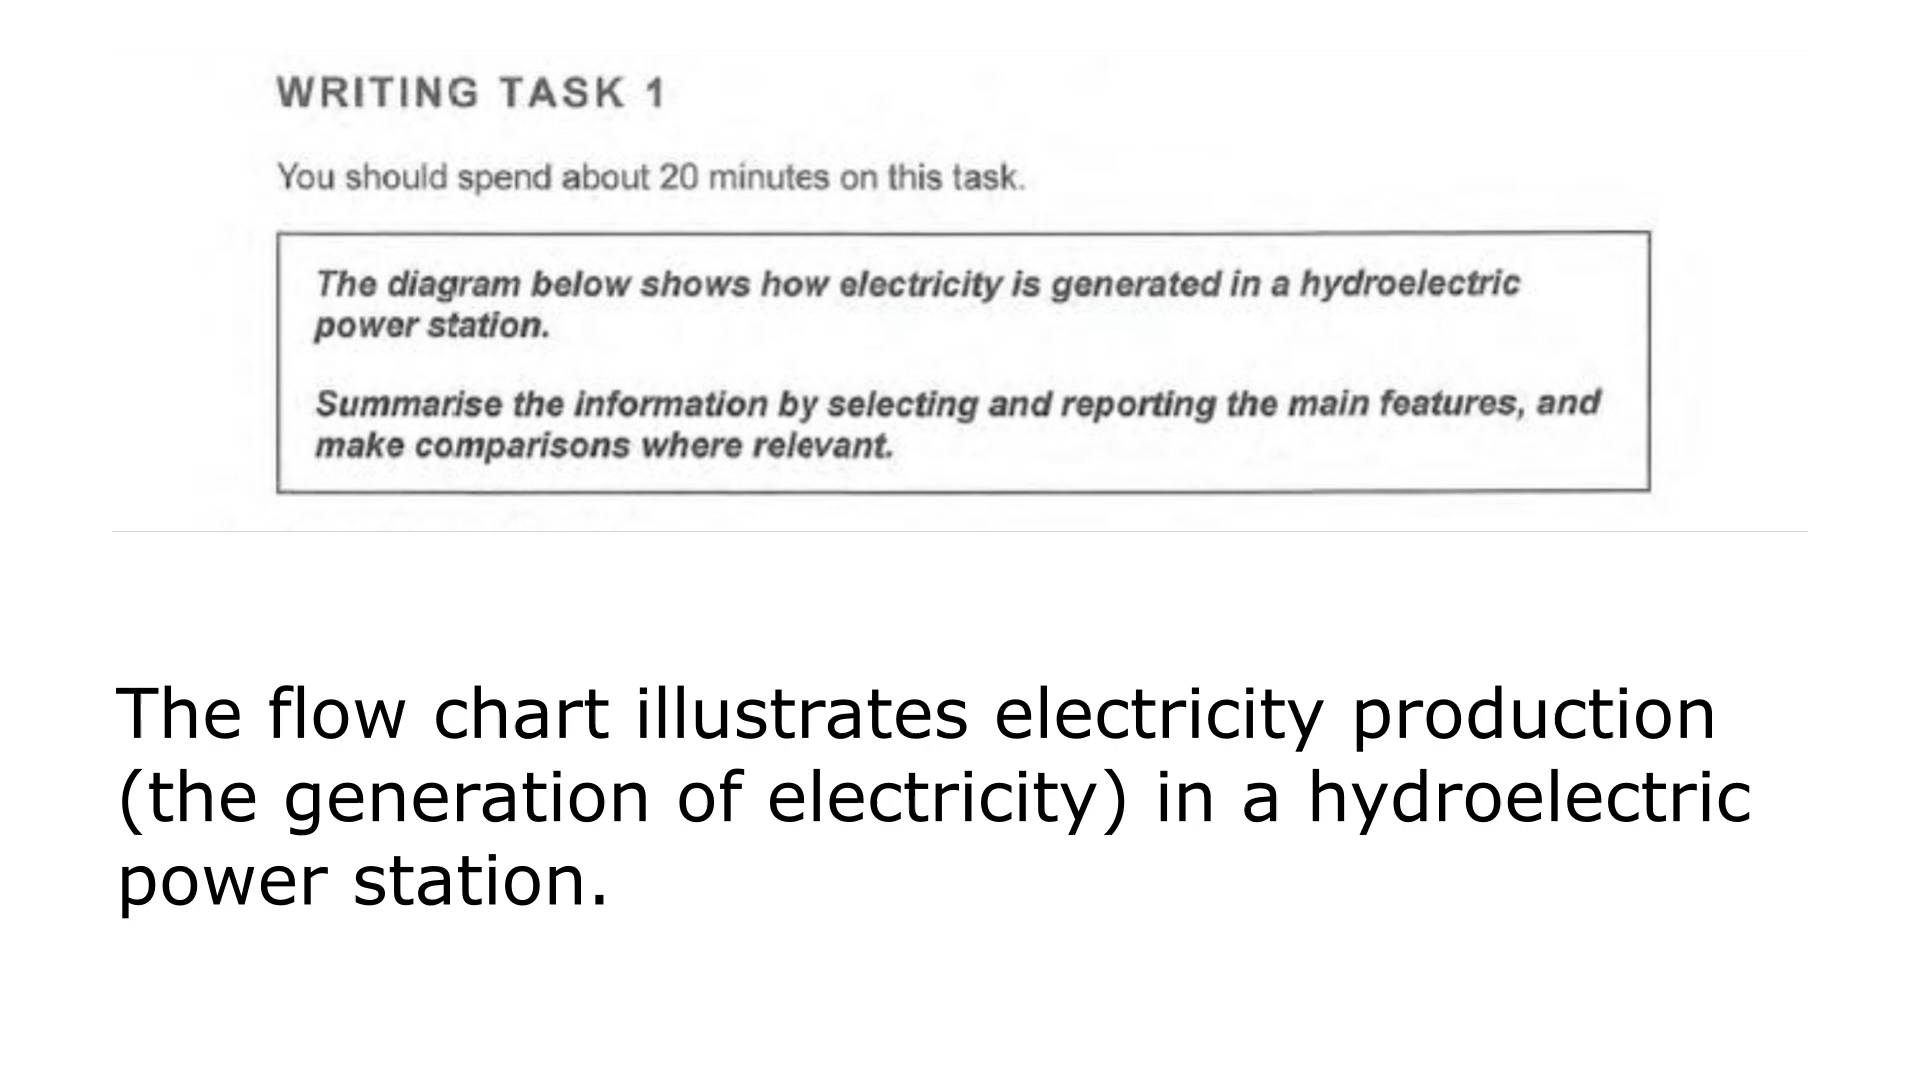 WRITING TASK 1
You should spend about 20 minutes on this task.
The diagram below shows how electricity is generated in a hydroelectric
power station.
Summarise the information by selecting and reporting the main features, and
make comparisons where relevant.
The flow chart illustrates electricity production
(the generation of electricity) in a hydroelectric
power station.